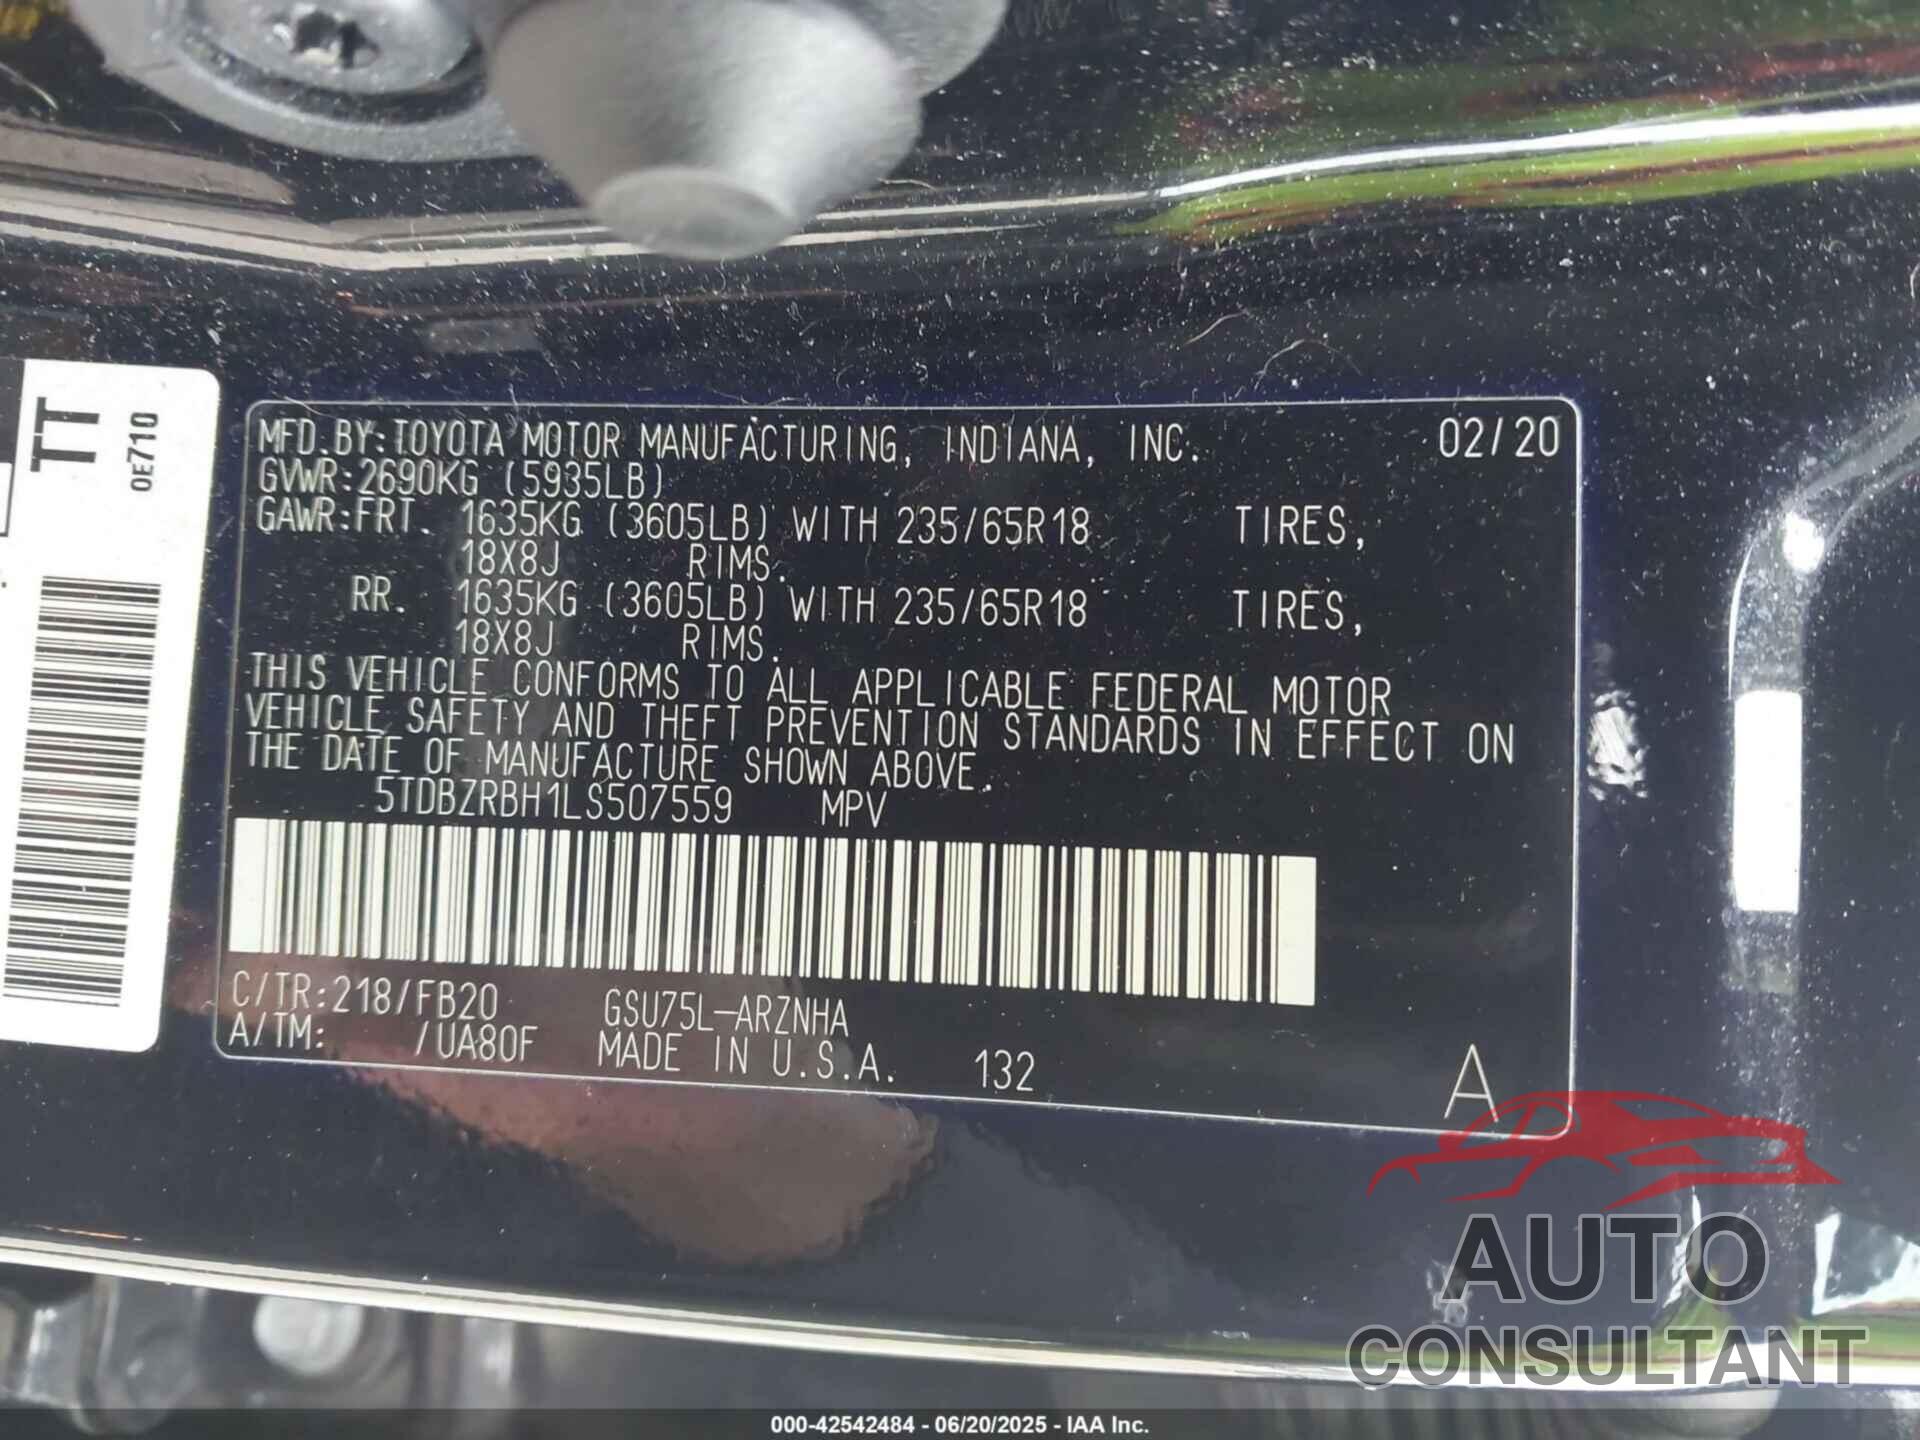 TT
0E710
MFD.BY:TOYOTA MOTOR MANUFACTURING, INDIANA, INC. 02/20
GVWR:2690KG (5935LB)
GAWR:FRT. 1635KG (3605LB) WITH 235/65R18 TIRES,
18X8J RIMS.
RR. 1635KG (3605LB) WITH 235/65R18 TIRES,
18X8J RIMS.
THIS VEHICLE CONFORMS TO ALL APPLICABLE FEDERAL MOTOR
VEHICLE SAFETY AND THEFT PREVENTION STANDARDS IN EFFECT ON
THE DATE OF MANUFACTURE SHOWN ABOVE.
5TDBZRBH1LS507559 MPV
C/TR:218/FB20 GSU75L-ARZNHA
A/TM: /UA80F MADE IN U.S.A. 132
A
AUTO
CONSULTANT
000-42542484 - 06/20/2025 - IAA Inc.